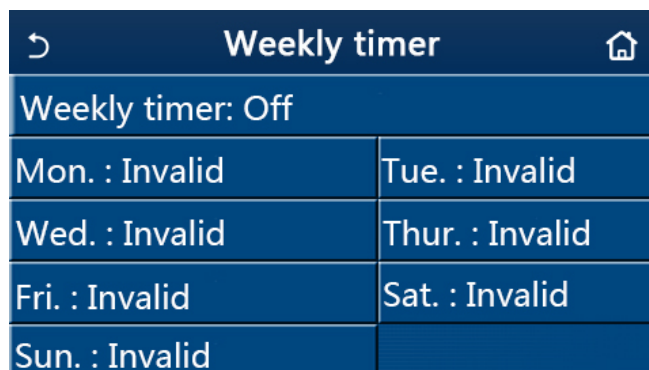 Weekly timer
Weekly timer: Off
Mon. : Invalid
Tue. : Invalid
Wed. : Invalid
Thur. : Invalid
Fri. : Invalid
Sat. : Invalid
Sun. : Invalid